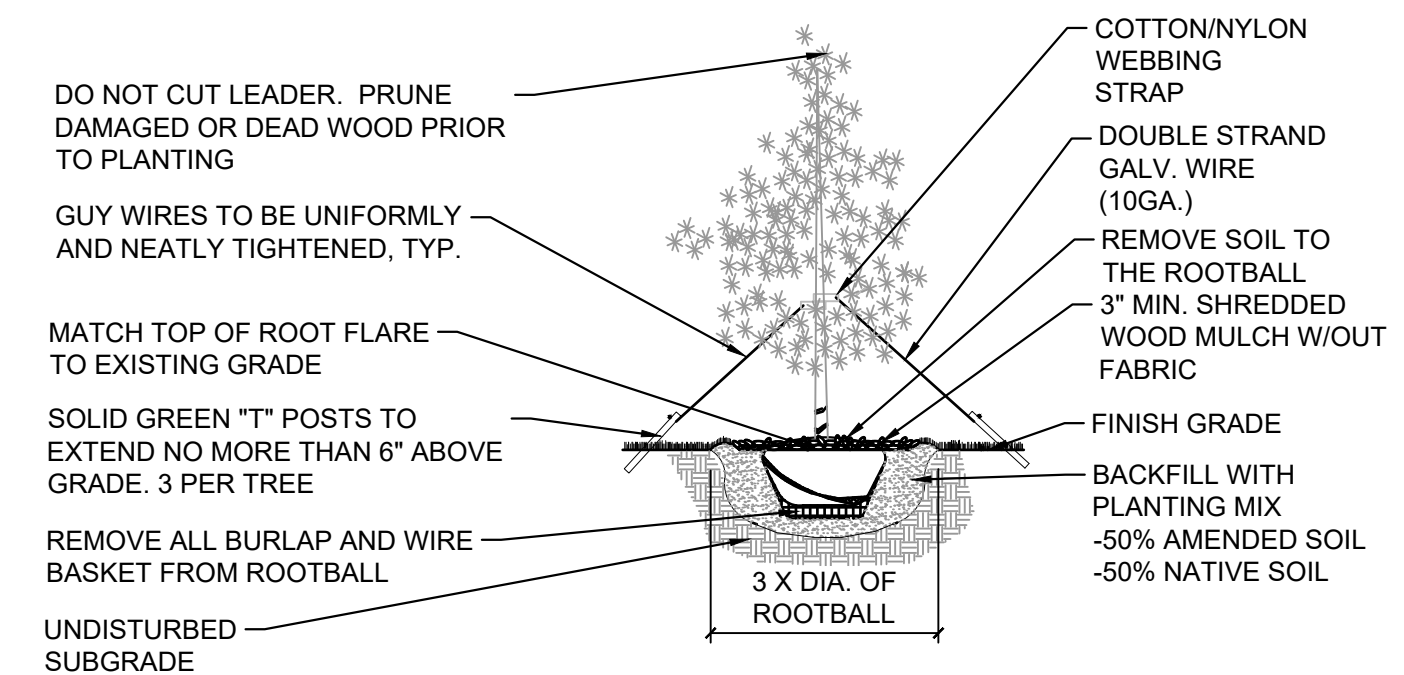 DO NOT CUT LEADER. PRUNE
DAMAGED OR DEAD WOOD PRIOR
TO PLANTING
GUY WIRES TO BE UNIFORMLY
AND NEATLY TIGHTENED, TYP.
MATCH TOP OF ROOT FLARE
TO EXISTING GRADE
SOLID GREEN "T" POSTS TO
EXTEND NO MORE THAN 6" ABOVE
GRADE. 3 PER TREE
REMOVE ALL BURLAP AND WIRE
BASKET FROM ROOTBALL
UNDISTURBED
SUBGRADE
3 X DIA. OF
ROOTBALL
COTTON/NYLON
WEBBING
STRAP
DOUBLE STRAND
GALV. WIRE
(10GA.)
REMOVE SOIL TO
THE ROOTBALL
3" MIN. SHREDDED
WOOD MULCH W/OUT
FABRIC
FINISH GRADE
BACKFILL WITH
PLANTING MIX
-50% AMENDED SOIL
-50% NATIVE SOIL